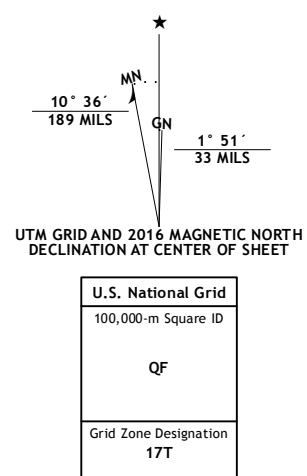 ★
MN
GN
10° 36´
189 MILS
1° 51´
33 MILS
UTM GRID AND 2016 MAGNETIC NORTH
DECLINATION AT CENTER OF SHEET
U.S. National Grid
100,000-m Square ID
QF
Grid Zone Designation
17T